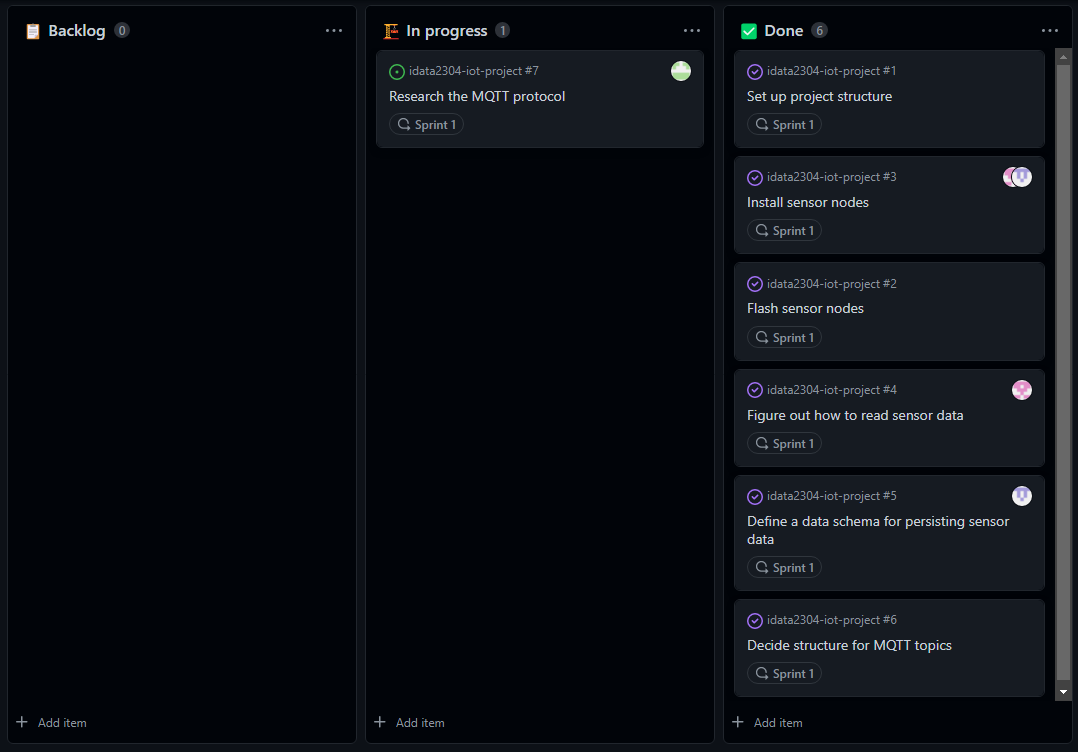 Backlog 0
idata2304-iot-project #7
Research the MQTT protocol
Sprint 1
In progress 1
Done 6
idata2304-iot-project #1
Set up project structure
Sprint 1
idata2304-iot-project #3
Install sensor nodes
Sprint 1
idata2304-iot-project #2
Flash sensor nodes
Sprint 1
idata2304-iot-project #4
Figure out how to read sensor data
Sprint 1
idata2304-iot-project #5
Define a data schema for persisting sensor
data
Sprint 1
idata2304-iot-project #6
Decide structure for MQTT topics
Sprint 1
Add item
Add item
Add item